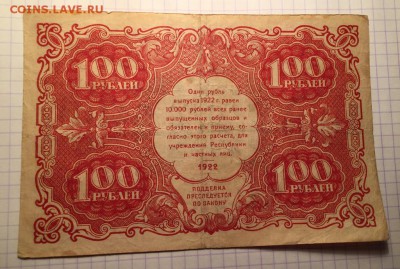 COINS.LAVE.RU
100
РУБЛЕЙ
100
РУБЛЕЙ
Один рубль
выпуска 1922 г. равен
10.000 рублей всех ранее
выпущенных образцов и
обязателен к приему, со-
гласно этого расчета, для
учреждений Республики
и частных лиц.
1922
ПОДДЕЛКА
ПРЕСЛЕДУЕТСЯ
ПО ЗАКОНУ
100
РУБЛЕЙ
100
РУБЛЕЙ